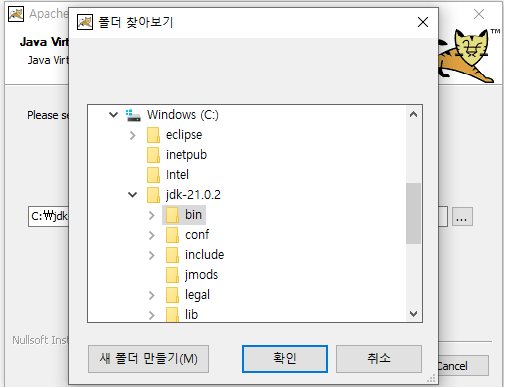 Apache
폴더 찾아보기
Java Virt
Java Virt
TM
Please se
Windows (C:)
eclipse
inetpub
Intel
jdk-21.0.2
bin
conf
include
jmods
legal
lib
C:₩jdk
...
Nullsoft Inst
새 폴더 만들기(M)
확인
취소
Cancel